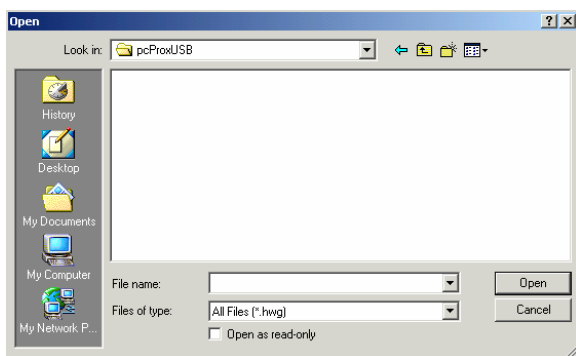 Open
Look in: pcProxUSB
History
Desktop
My Documents
My Computer
My Network P...
File name:
Open
Files of type: All Files (*.hwg)
Cancel
Open as read-only